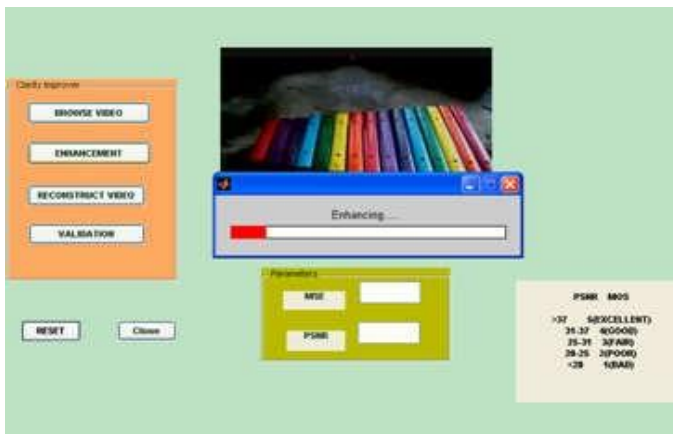 Clarity Improver
BROWSE VIDEO
ENHANCEMENT
RECONSTRUCT VIDEO
VALIDATION
RESET
Close
Enhancing....
Parameters
MSE
PSNR
PSNR MOS
>37 5(EXCELLENT)
31-37 4(GOOD)
25-31 3(FAIR)
20-25 2(POOR)
<20 1(BAD)